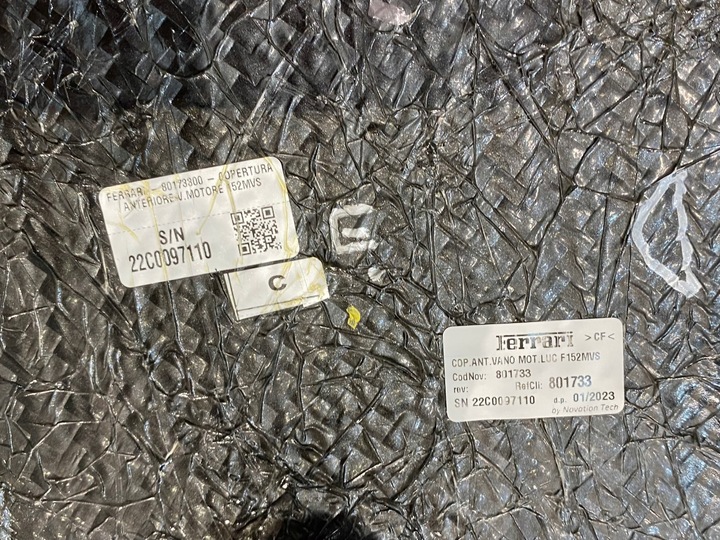 FERRARI - 80173300 - COPERTURA
ANTERIORE V.MOTORE 152MVS
S/N
22C0097110
C
Ferrari >CF<
COP.ANT.VANO MOT.LUC F152MVS
CodNov: 801733
rev: RefCli: 801733
SN 22C0097110 d.p. 01/2023
by Novation Tech